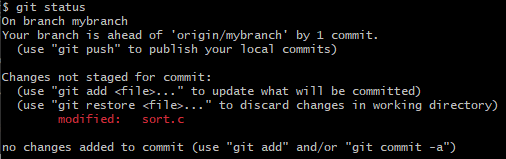 $ git status
On branch mybranch
Your branch is ahead of 'origin/mybranch' by 1 commit.
  (use "git push" to publish your local commits)

Changes not staged for commit:
  (use "git add <file>..." to update what will be committed)
  (use "git restore <file>..." to discard changes in working directory)
        modified:   sort.c

no changes added to commit (use "git add" and/or "git commit -a")